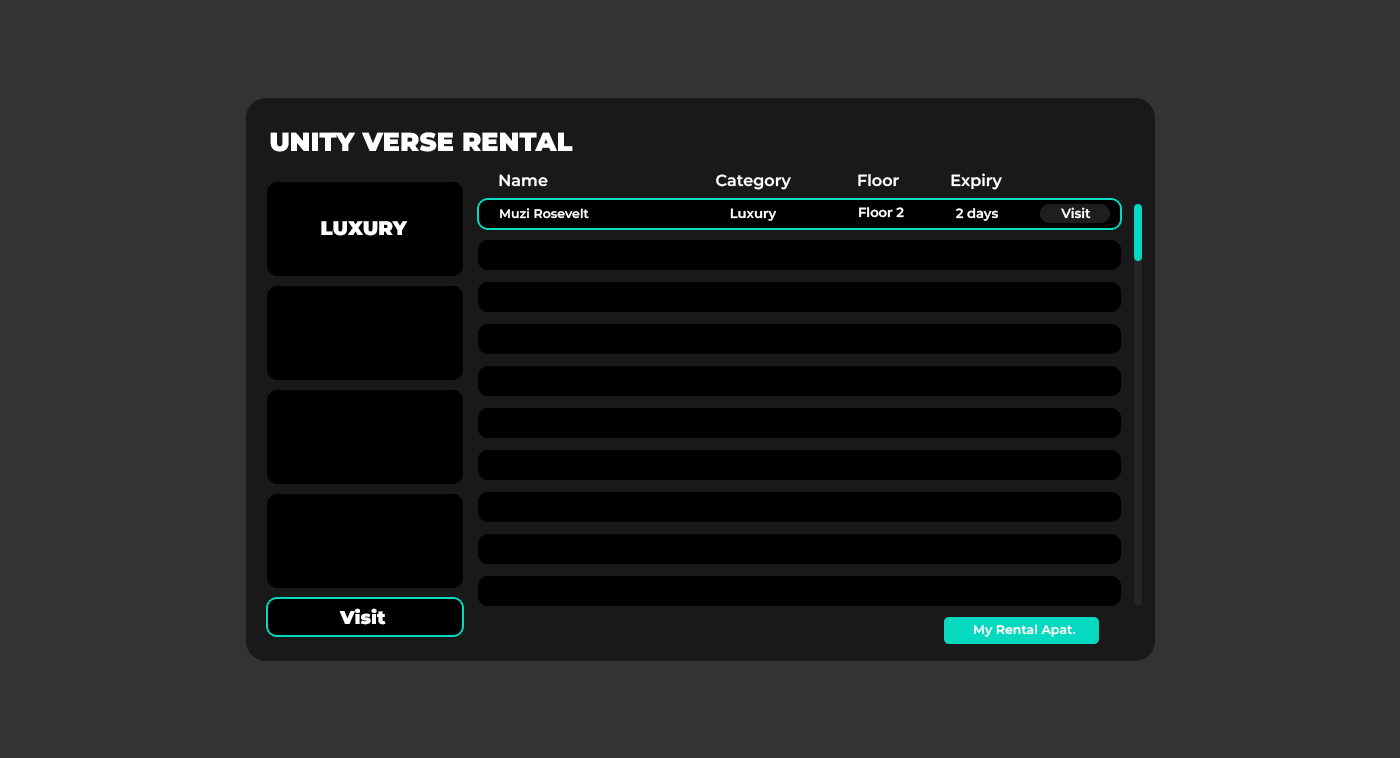 UNITY VERSE RENTAL
LUXURY
Visit
Name Category Floor Expiry
Muzi Rosevelt Luxury Floor 2 2 days Visit
My Rental Apat.